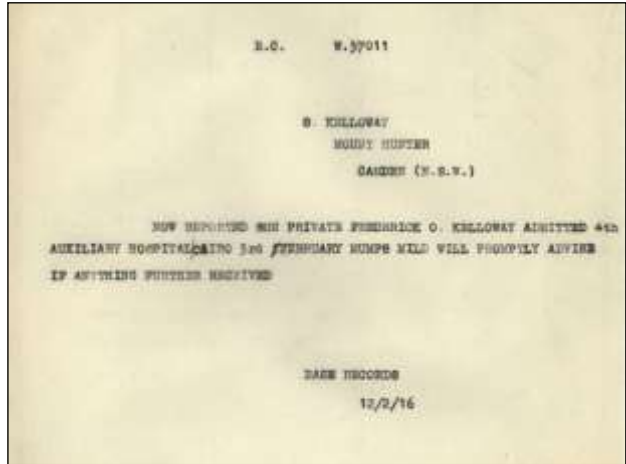 B.C. W.37011
G KELLOWAY
MOUNT HUNTER
CAMDEN (N.S.W.)
NOW REPORTED SON PRIVATE FREDERICK O. KELLOWAY ADMITTED 4th
AUXILIARY HOSPITAL CAIRO 3rd FEBRUARY MUMPS MILD WILL PROMPTLY ADVISE
IF ANYTHING FURTHER RECEIVED
BASE RECORDS
12/2/16